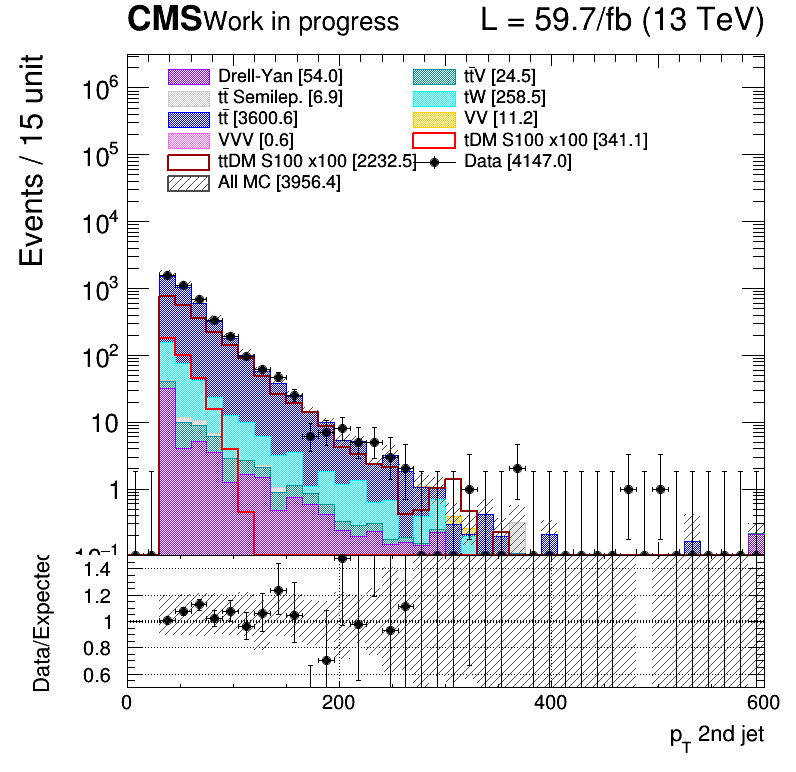 CMS Work in progress L = 59.7/fb (13 TeV)
Events / 15 unit
Drell-Yan [54.0] tt̄V [24.5]
tt̄ Semilep. [6.9] tW [258.5]
tt̄ [3600.6] VV [11.2]
VVV [0.6] tDM S100 x100 [341.1]
ttDM S100 x100 [2232.5] Data [4147.0]
All MC [3956.4]
10⁶
10⁵
10⁴
10³
10²
10
1
10⁻¹
Data/Expected
1.4
1.2
1
0.8
0.6
0 200 400 600
p_T 2nd jet